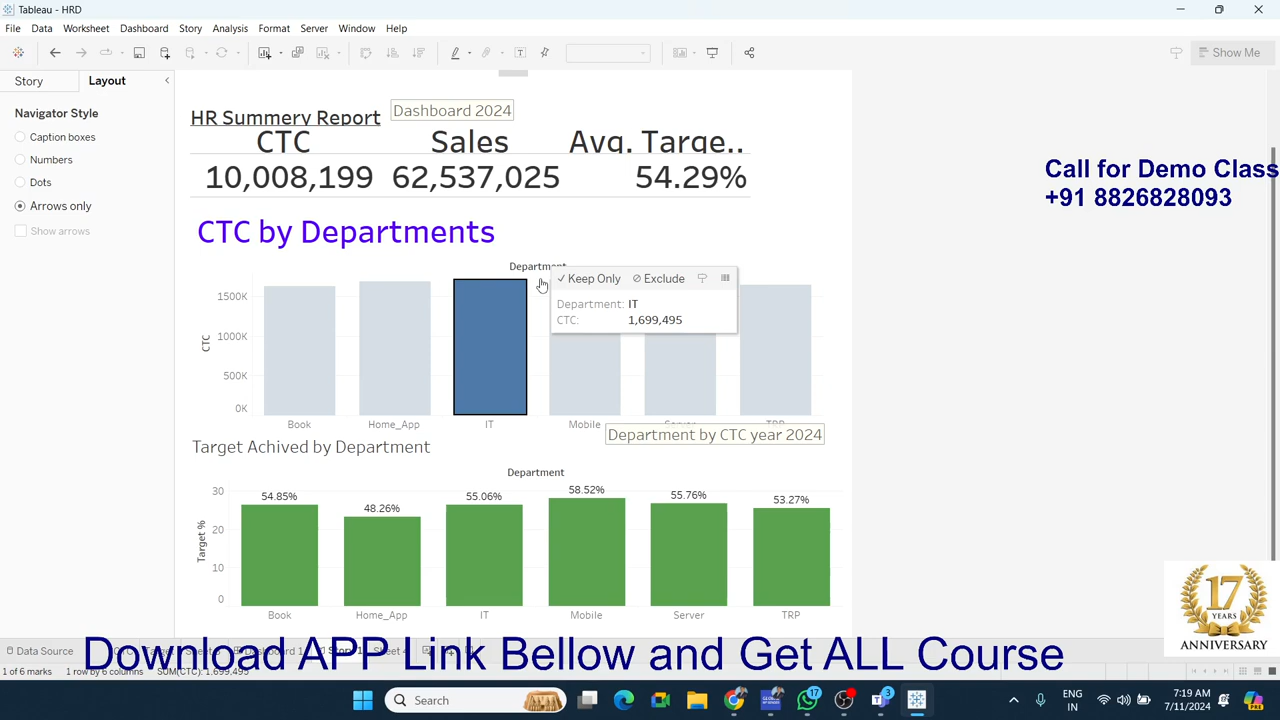 Tableau - HRD
File Data Worksheet Dashboard Story Analysis Format Server Window Help
Show Me
Story Layout
Navigator Style
Caption boxes
Numbers
Dots
Arrows only
Show arrows
HR Summery Report
Dashboard 2024
CTC Sales Avg. Targe..
10,008,199 62,537,025 54.29%
Call for Demo Class
+91 8826828093
CTC by Departments
Department
Keep Only Exclude
Department: IT
CTC: 1,699,495
CTC
1500K
1000K
500K
0K
Book Home_App IT Mobile
Department by CTC year 2024
Target Achived by Department
Department
Target %
30
20
10
0
54.85% 48.26% 55.06% 58.52% 55.76% 53.27%
Book Home_App IT Mobile Server TRP
17
YEARS
ANNIVERSARY
Data Source
Download APP Link Bellow and Get ALL Course
1 of 6 marks 1 row by 6 columns SUM(CTC): 1,699,495
Search
17
3
ENG
IN
7:19 AM
7/11/2024